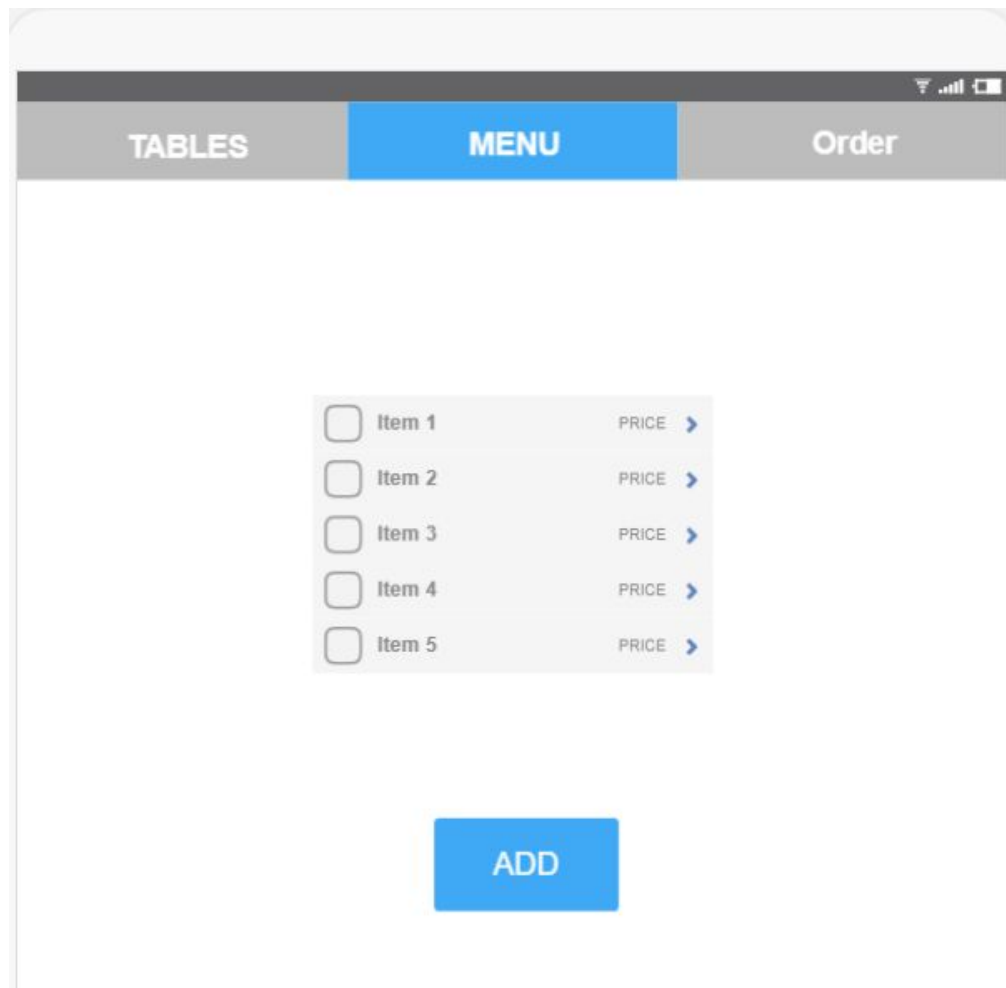 TABLES MENU Order
Item 1 PRICE
Item 2 PRICE
Item 3 PRICE
Item 4 PRICE
Item 5 PRICE
ADD